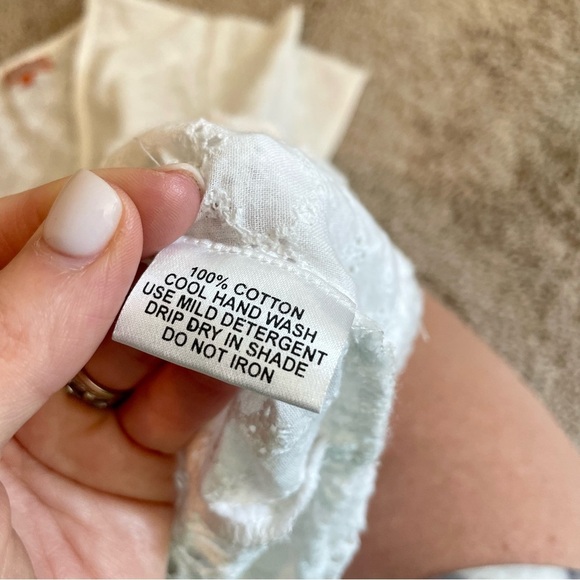 100% COTTON
COOL HAND WASH
USE MILD DETERGENT
DRIP DRY IN SHADE
DO NOT IRON